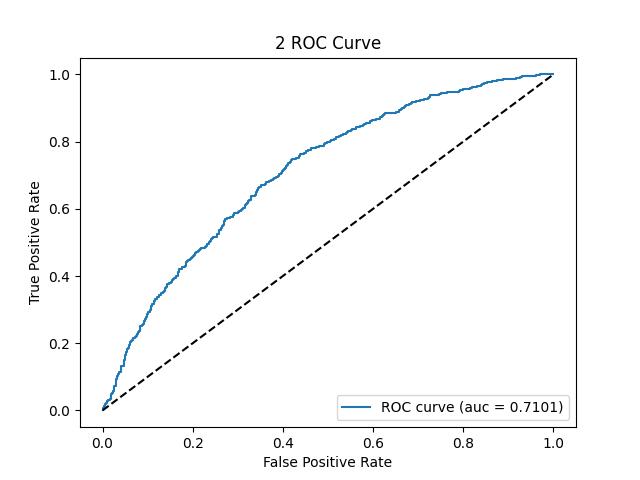 2 ROC Curve
True Positive Rate
1.0
0.8
0.6
0.4
0.2
0.0
ROC curve (auc = 0.7101)
0.0 0.2 0.4 0.6 0.8 1.0
False Positive Rate